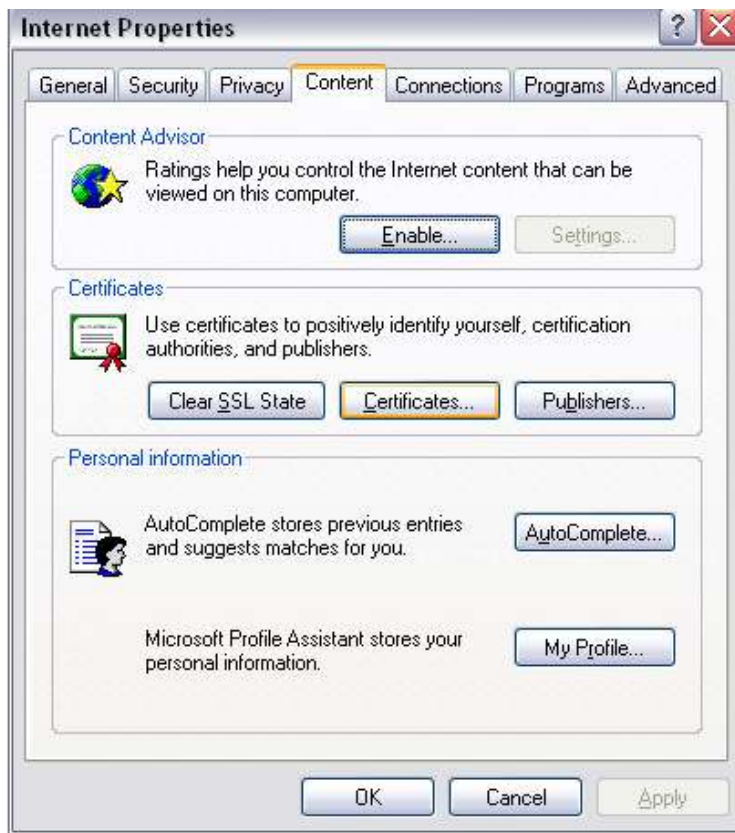 Internet Properties
General Security Privacy Content Connections Programs Advanced
Content Advisor
Ratings help you control the Internet content that can be
viewed on this computer.
Enable... Settings...
Certificates
Use certificates to positively identify yourself, certification
authorities, and publishers.
Clear SSL State Certificates... Publishers...
Personal information
AutoComplete stores previous entries
and suggests matches for you.
AutoComplete...
Microsoft Profile Assistant stores your
personal information.
My Profile...
OK Cancel Apply